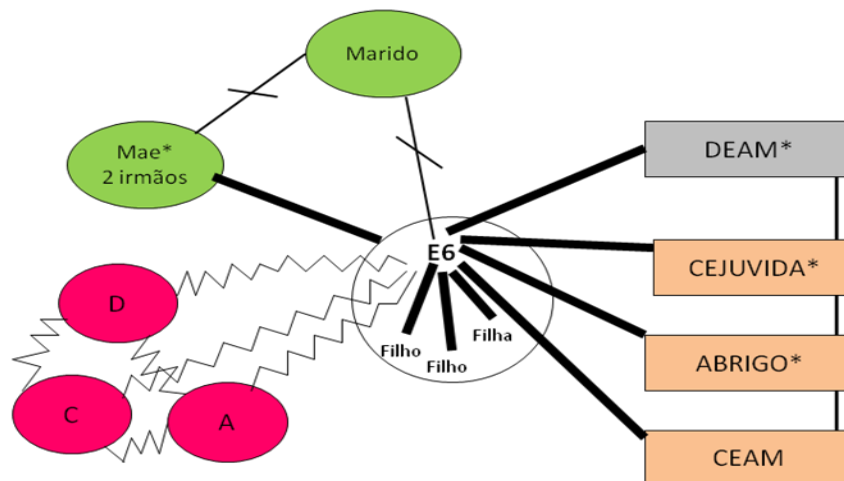 Marido
Mae*
2 irmãos
DEAM*
E6
CEJUVIDA*
D
Filho
Filho
Filha
ABRIGO*
C
A
CEAM